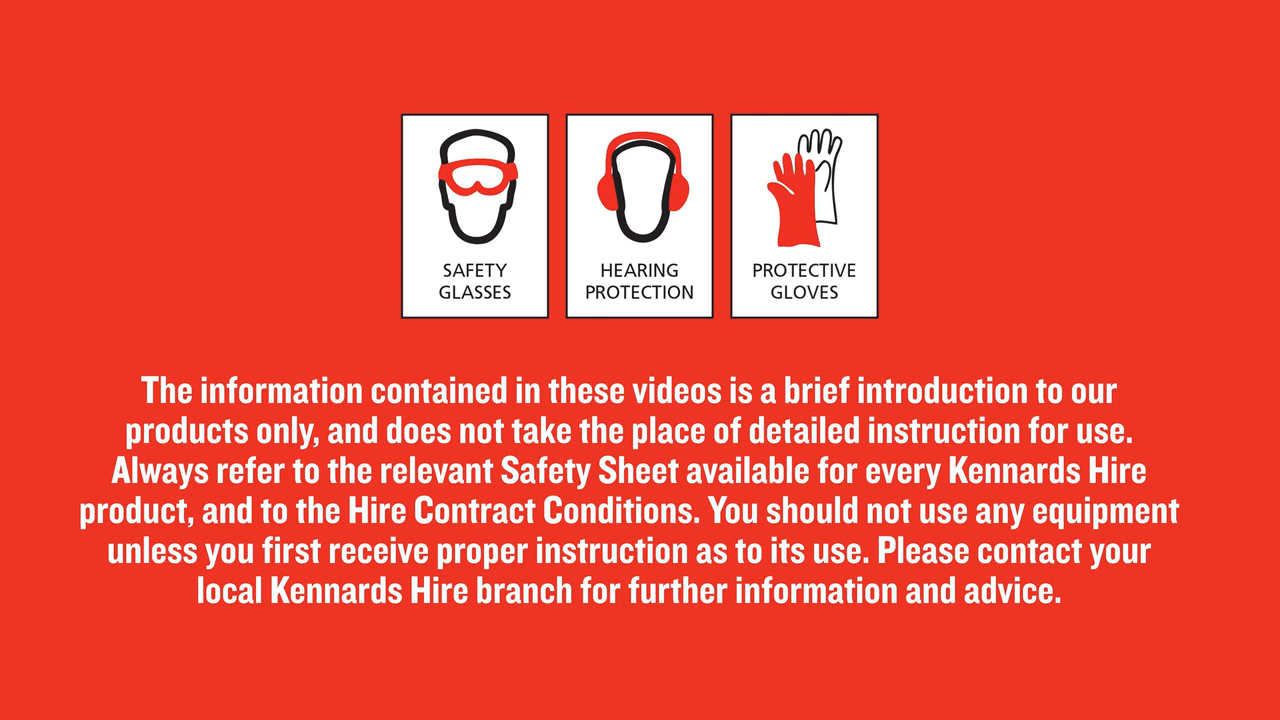 SAFETY
GLASSES
HEARING
PROTECTION
PROTECTIVE
GLOVES
The information contained in these videos is a brief introduction to our
products only, and does not take the place of detailed instruction for use.
Always refer to the relevant Safety Sheet available for every Kennards Hire
product, and to the Hire Contract Conditions. You should not use any equipment
unless you first receive proper instruction as to its use. Please contact your
local Kennards Hire branch for further information and advice.